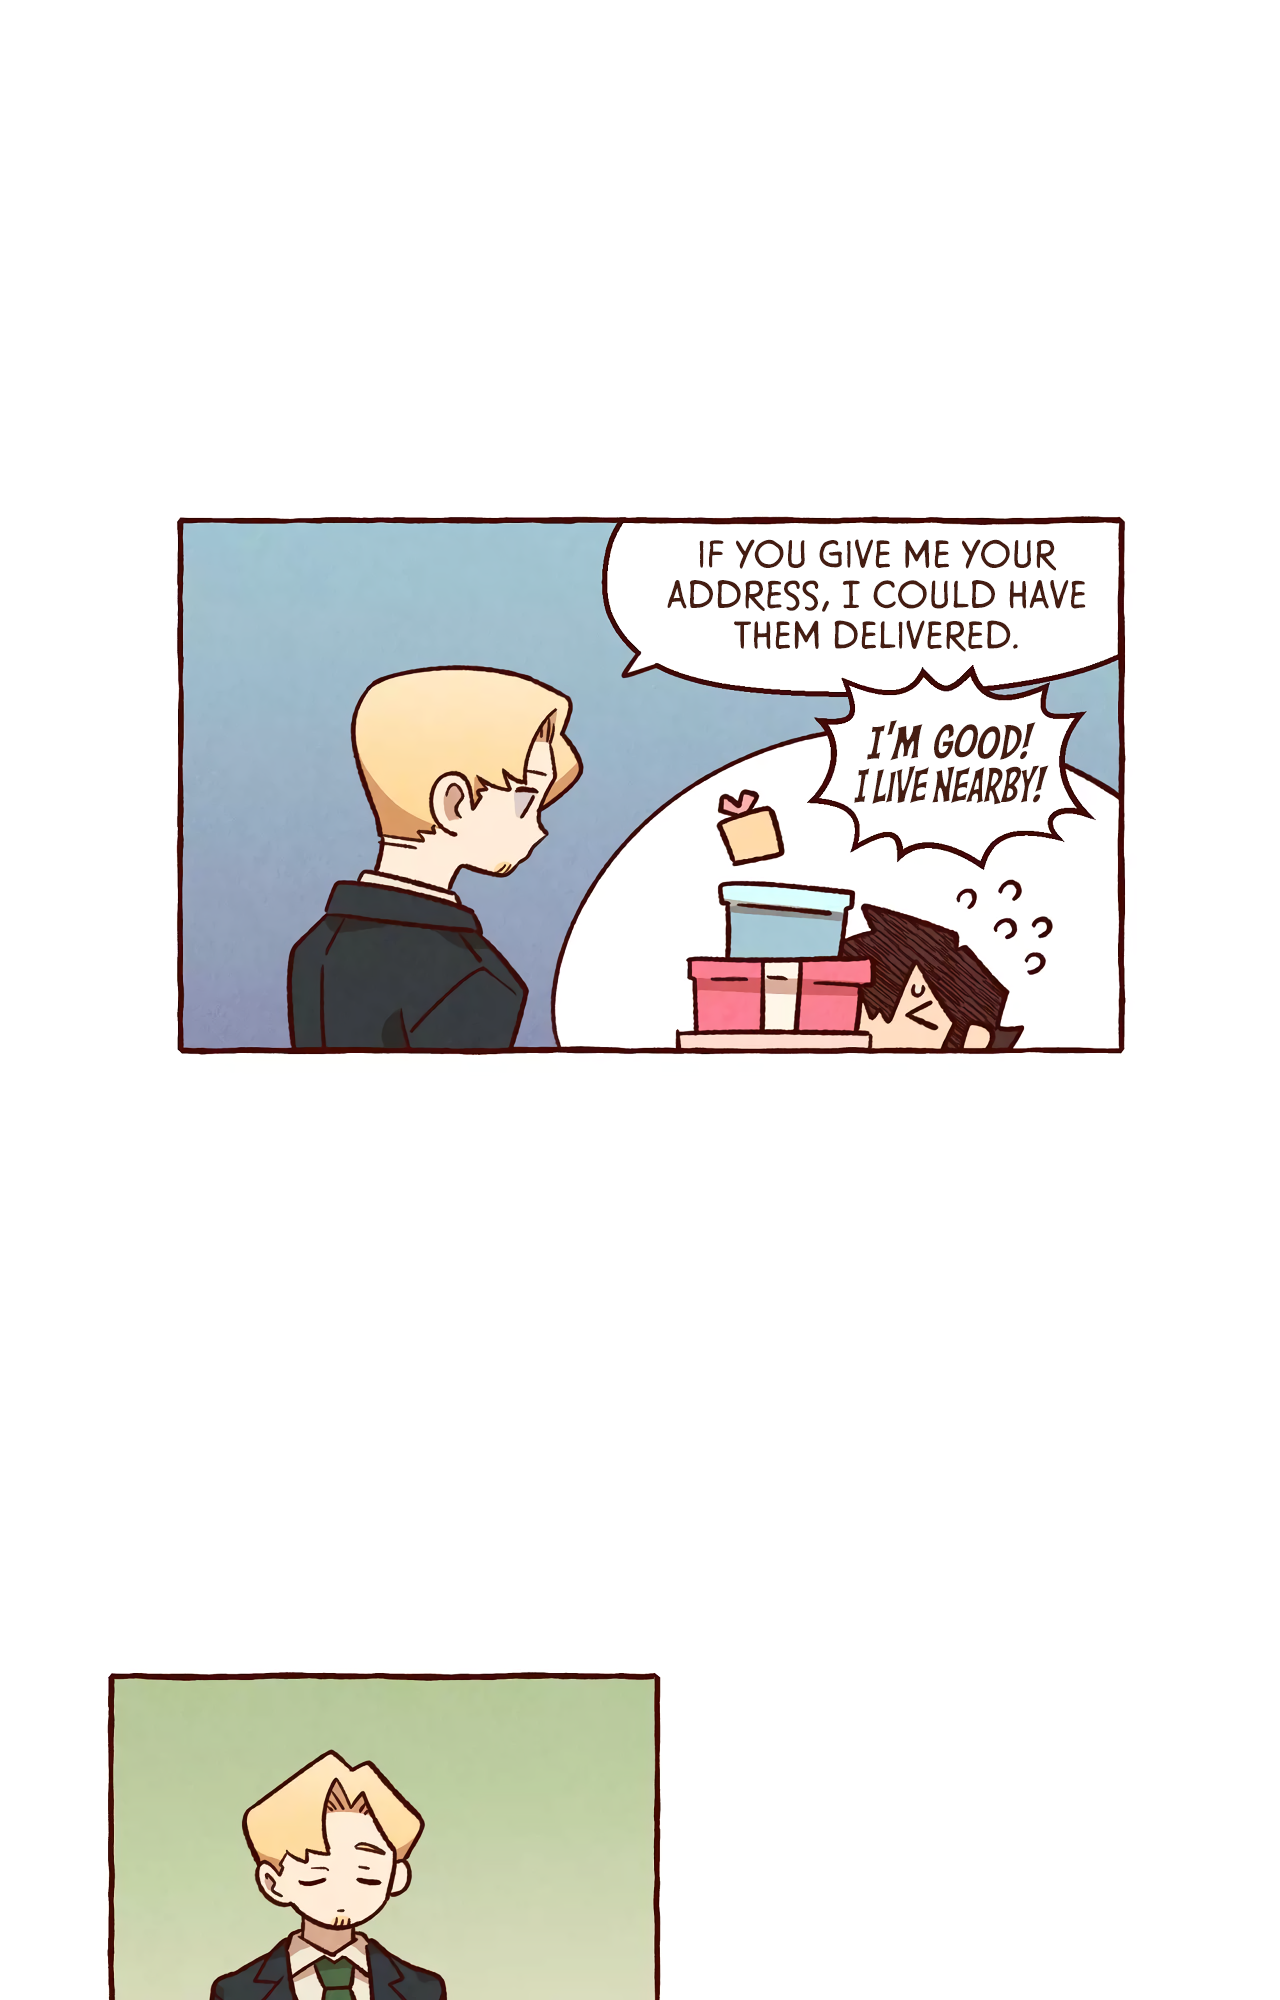 IF YOU GIVE ME YOUR
ADDRESS, I COULD HAVE
THEM DELIVERED.
I'M GOOD!
I LIVE NEARBY!